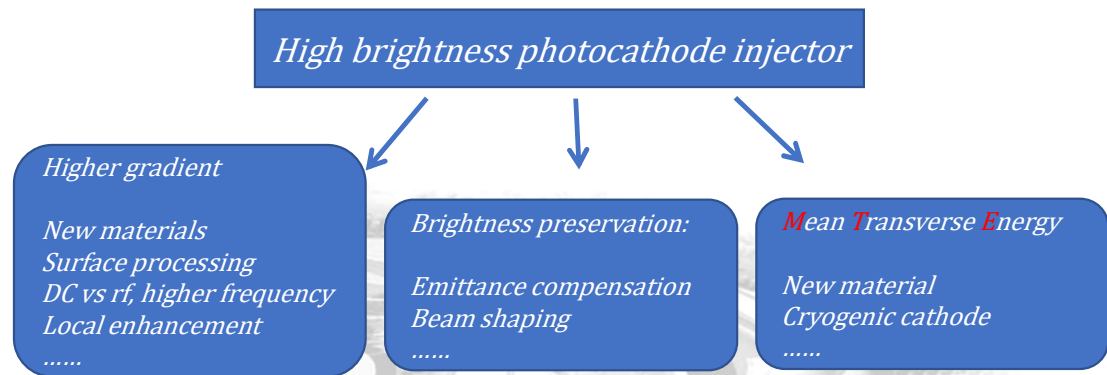 High brightness photocathode injector
Higher gradient
New materials
Surface processing
DC vs rf, higher frequency
Local enhancement
......
Brightness preservation:
Emittance compensation
Beam shaping
......
Mean Transverse Energy
New material
Cryogenic cathode
......